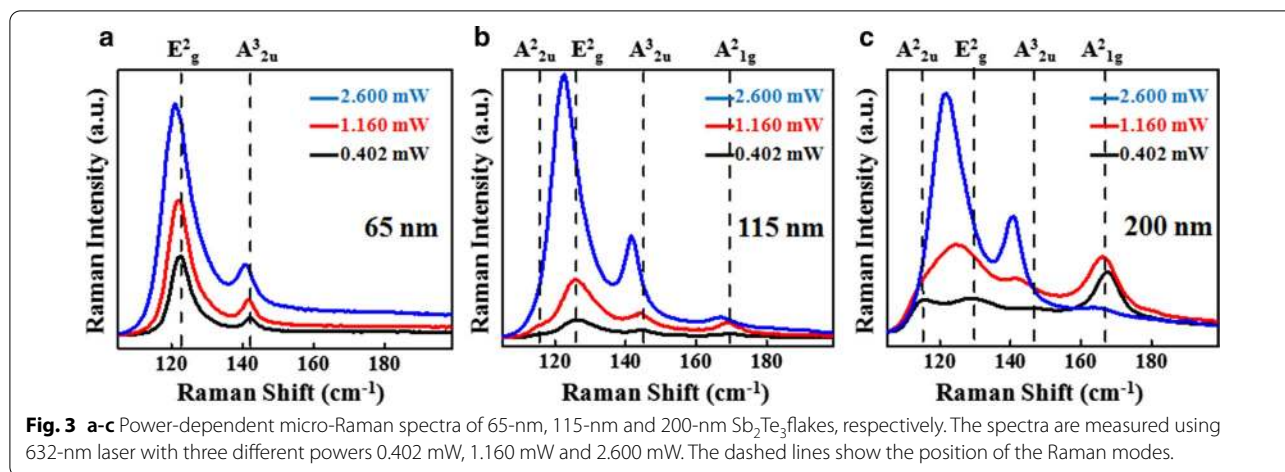 a
E²g A³2u
2.600 mW
1.160 mW
0.402 mW
65 nm
Raman Intensity (a.u.)
120 140 160 180
Raman Shift (cm⁻¹)
b
A²2u E²g A³2u A²1g
2.600 mW
1.160 mW
0.402 mW
115 nm
Raman Intensity (a.u.)
120 140 160 180
Raman Shift (cm⁻¹)
c
A²2u E²g A³2u A²1g
2.600 mW
1.160 mW
0.402 mW
200 nm
Raman Intensity (a.u.)
120 140 160 180
Raman Shift (cm⁻¹)
Fig. 3 a-c Power-dependent micro-Raman spectra of 65-nm, 115-nm and 200-nm Sb₂Te₃flakes, respectively. The spectra are measured using
632-nm laser with three different powers 0.402 mW, 1.160 mW and 2.600 mW. The dashed lines show the position of the Raman modes.